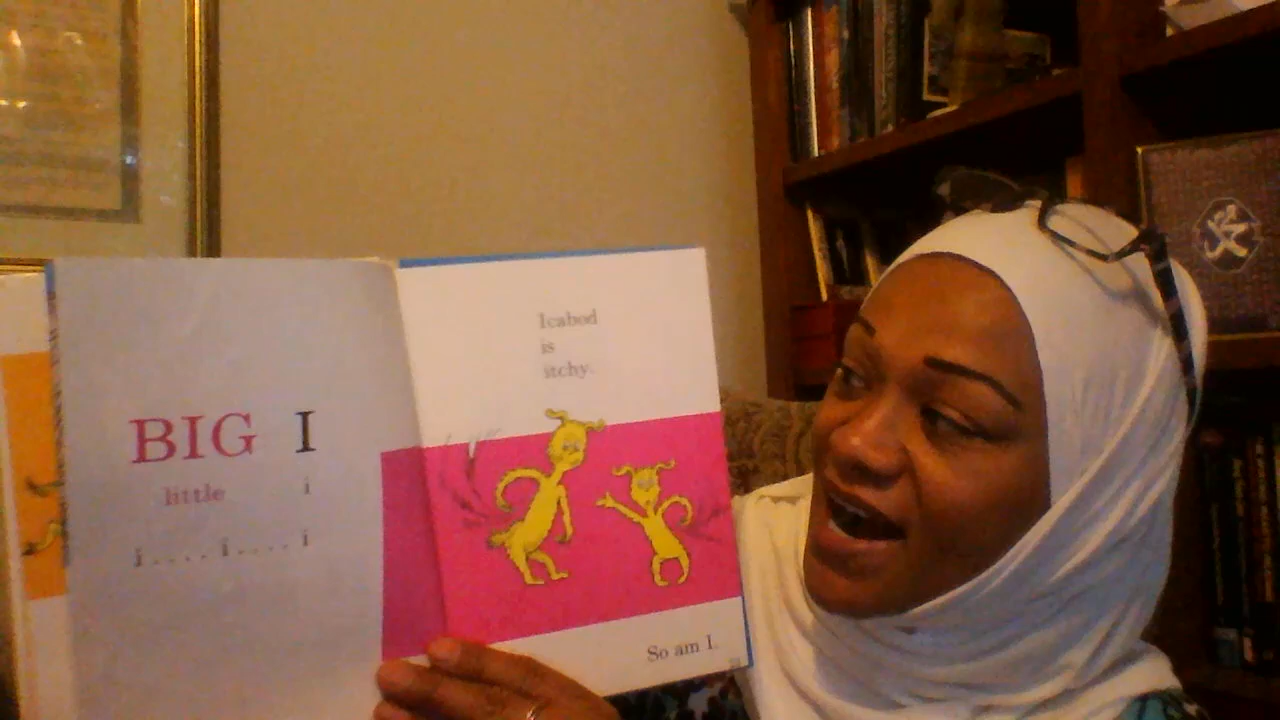 BIG I
little i
i....i....i
Icabod
is
itchy.
So am I.